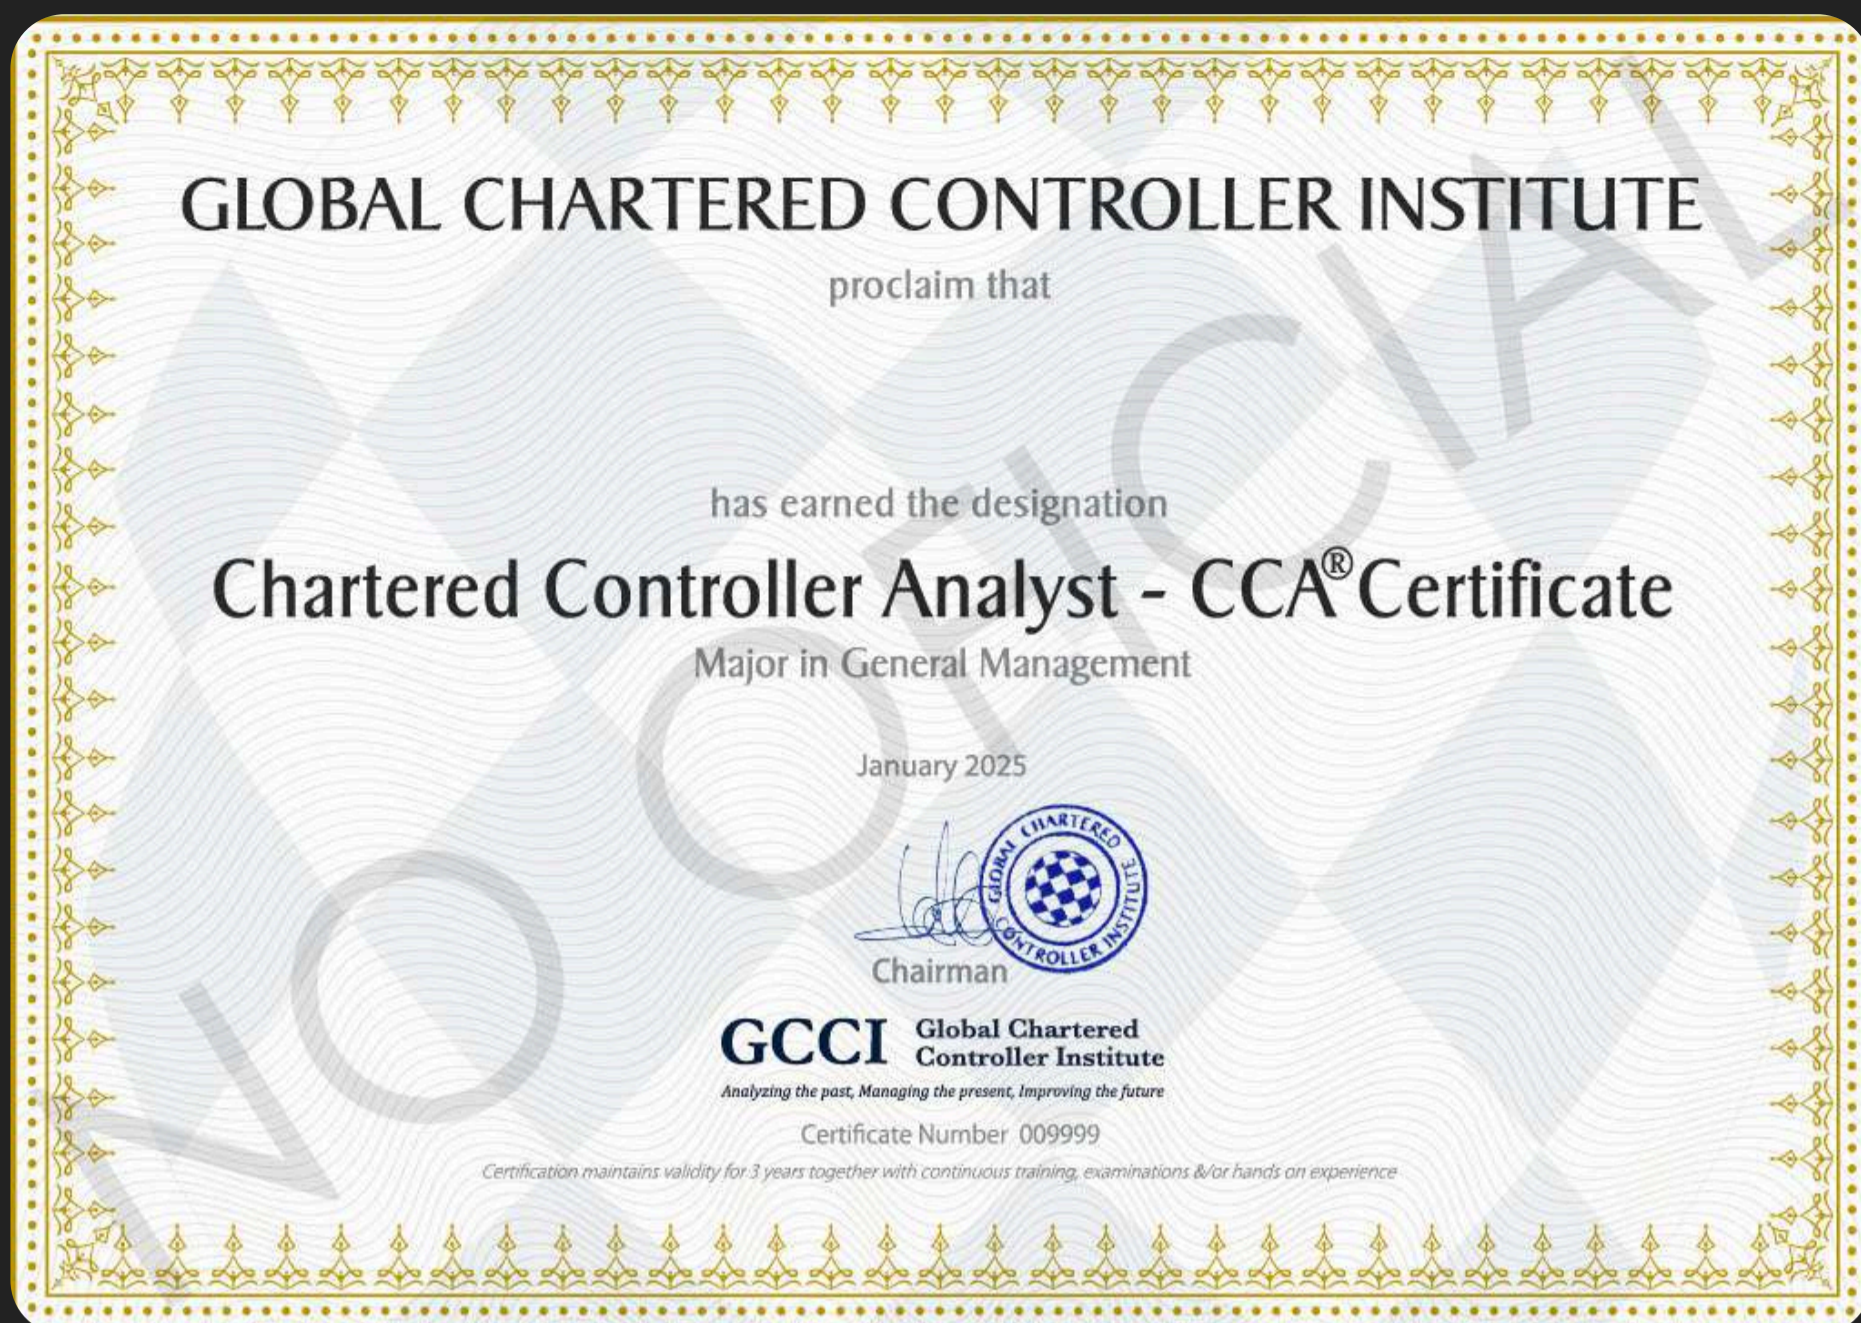 GLOBAL CHARTERED CONTROLLER INSTITUTE
proclaim that
has earned the designation
Chartered Controller Analyst - CCA® Certificate
Major in General Management
January 2025
GLOBAL CHARTERED CONTROLLER INSTITUTE
Chairman
GCCI Global Chartered
Controller Institute
Analyzing the past, Managing the present, Improving the future
Certificate Number 009999
Certification maintains validity for 3 years together with continuous training, examinations &/or hands on experience
NO OFICIAL